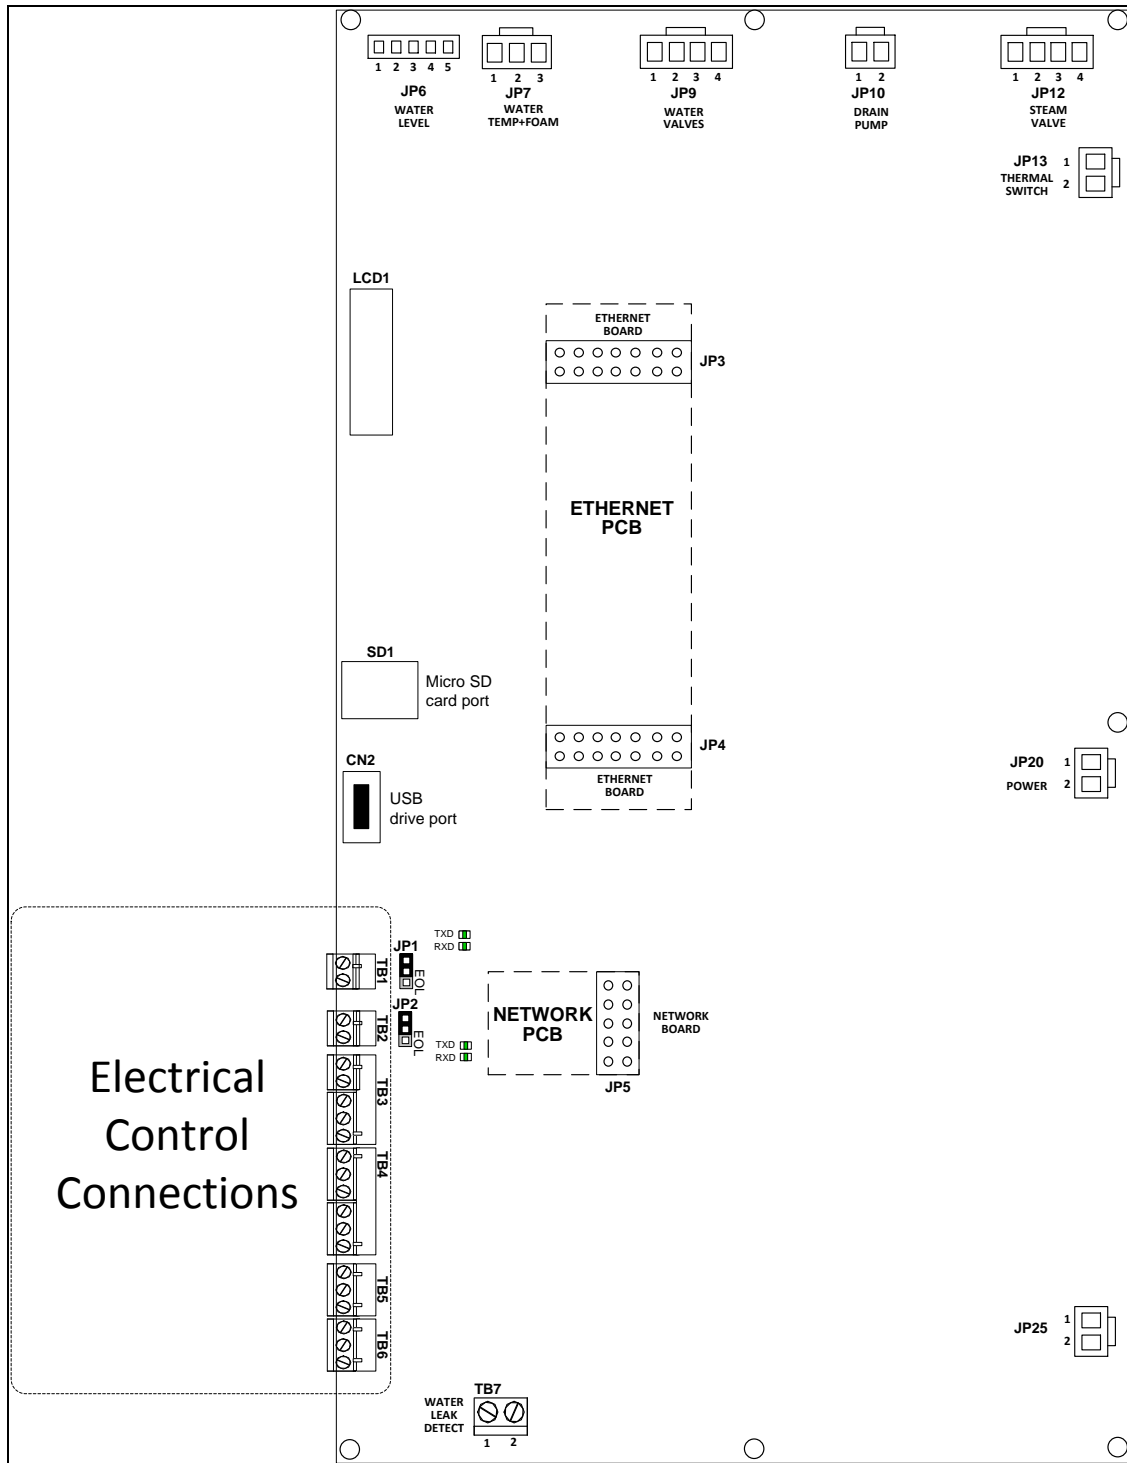 1 2 3 4 5
JP6
WATER
LEVEL
1 2 3
JP7
WATER
TEMP+FOAM
1 2 3 4
JP9
WATER
VALVES
1 2
JP10
DRAIN
PUMP
1 2 3 4
JP12
STEAM
VALVE
JP13 1
THERMAL 2
SWITCH
LCD1
ETHERNET
BOARD
JP3
ETHERNET
PCB
SD1
Micro SD
card port
JP4
ETHERNET
BOARD
CN2
USB
drive port
JP20 1
POWER 2
TXD
RXD
JP1
EOL
TB1
JP2
EOL
TB2
TXD
RXD
NETWORK
PCB
NETWORK
BOARD
JP5
TB3
TB4
TB5
TB6
Electrical
Control
Connections
JP25 1
2
TB7
WATER
LEAK
DETECT
1 2